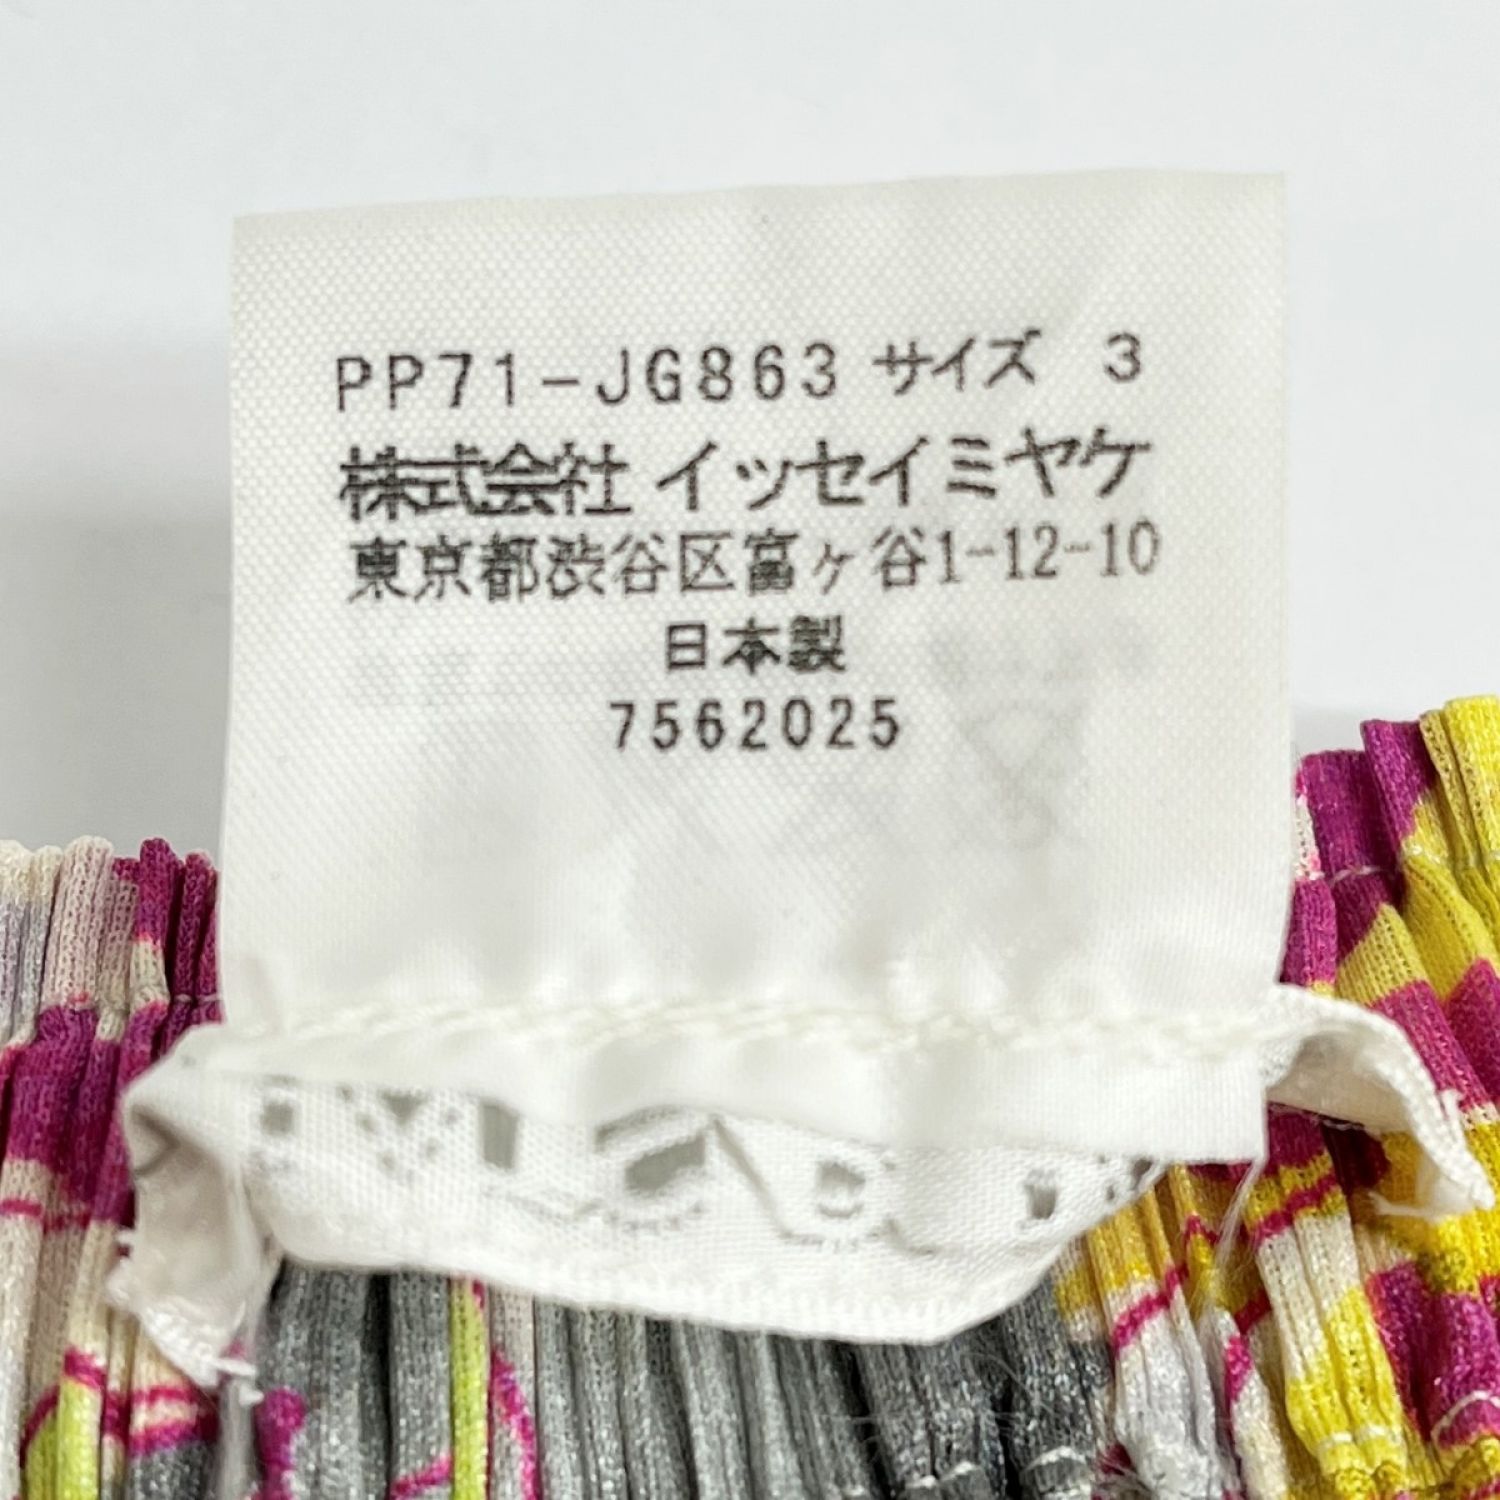 PP71-JG863 サイズ 3
株式会社 イッセイミヤケ
東京都渋谷区富ヶ谷1-12-10
日本製
7562025